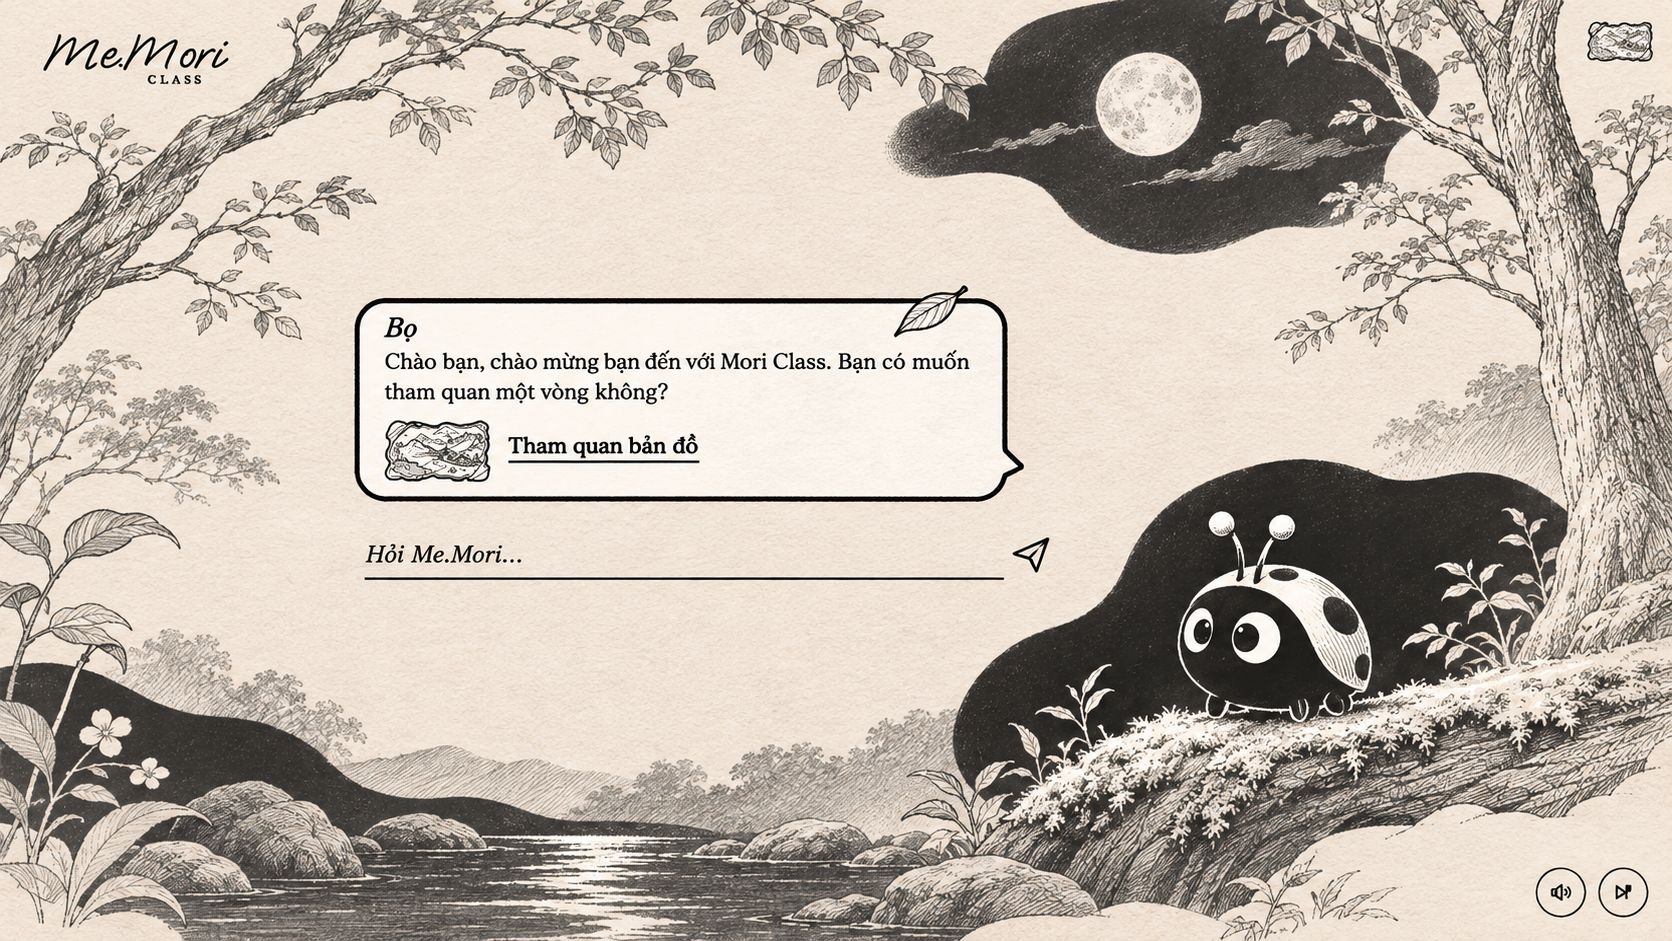 Me.Mori
CLASS
Bọ
Chào bạn, chào mừng bạn đến với Mori Class. Bạn có muốn
tham quan một vòng không?
Tham quan bản đồ
Hỏi Me.Mori...